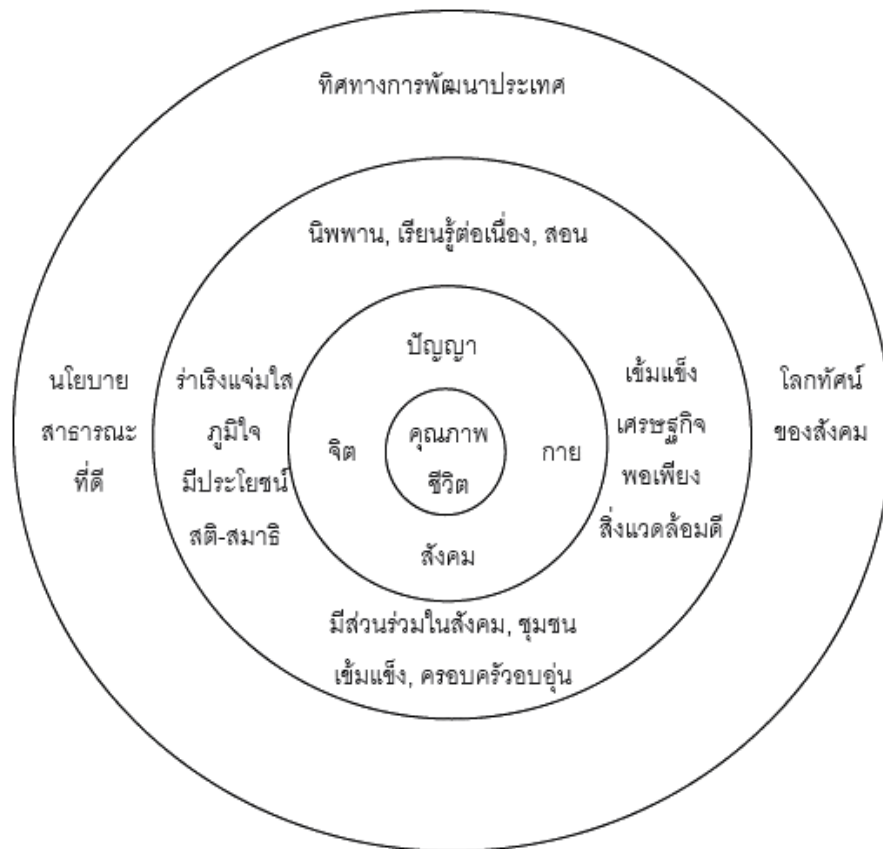 ทิศทางการพัฒนาประเทศ
นิพพาน, เรียนรู้ต่อเนื่อง, สอน
ปัญญา
นโยบาย
สาธารณะ
ที่ดี
ร่าเริงแจ่มใส
ภูมิใจ
มีประโยชน์
สติ-สมาธิ
จิต
คุณภาพ
ชีวิต
กาย
เข้มแข็ง
เศรษฐกิจ
พอเพียง
สิ่งแวดล้อมดี
โลกทัศน์
ของสังคม
สังคม
มีส่วนร่วมในสังคม, ชุมชน
เข้มแข็ง, ครอบครัวอบอุ่น